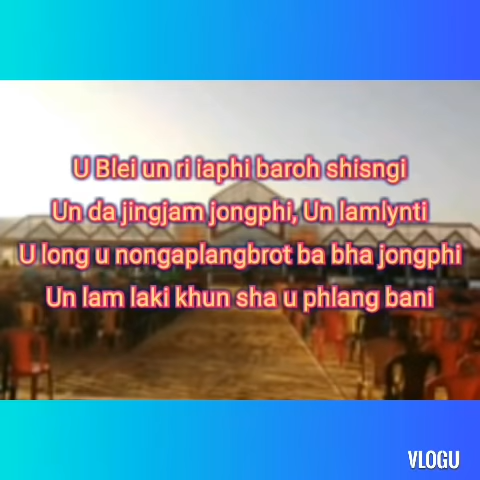 U Blei un ri iaphi baroh shisngi
Un da jingjam jongphi, Un lamlynti
U long u nongaplangbrot ba bha jongphi
Un lam laki khun sha u phlang bani
VLOGU